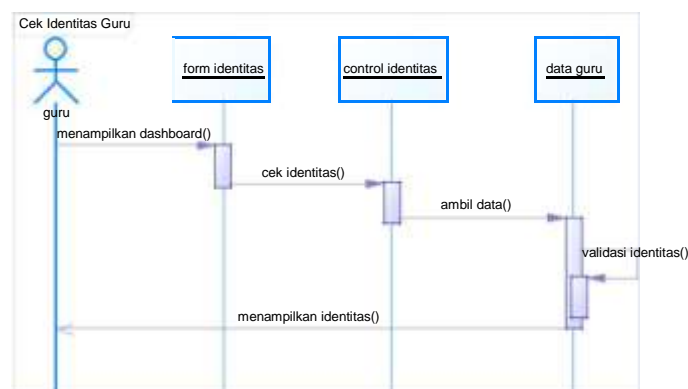 Cek Identitas Guru
form identitas
control identitas
data guru
guru
menampilkan dashboard()
cek identitas()
ambil data()
validasi identitas()
menampilkan identitas()